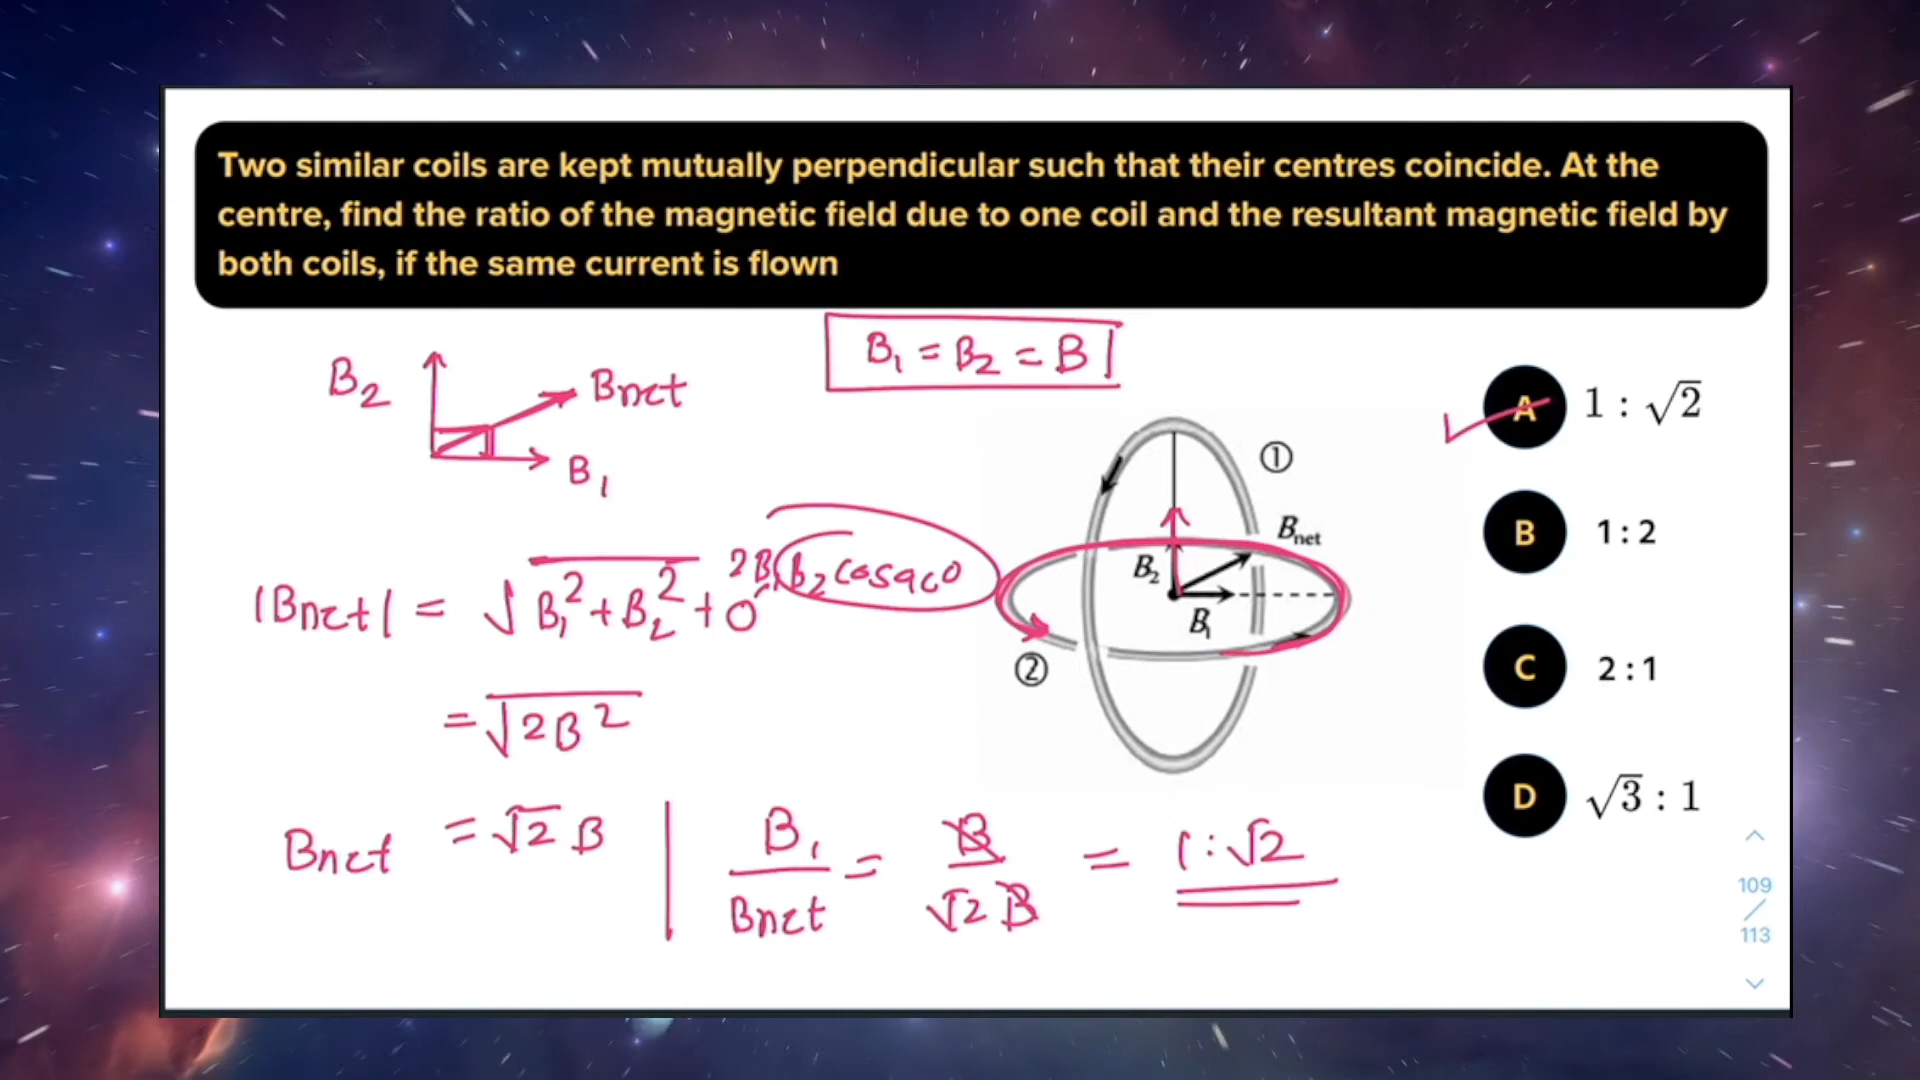 Two similar coils are kept mutually perpendicular such that their centres coincide. At the
centre, find the ratio of the magnetic field due to one coil and the resultant magnetic field by
both coils, if the same current is flown
B₁ = B₂ = B
B₂
Bnet
B₁
A 1 : √2
①
Bnet
B₂
B₁
②
B 1 : 2
2B₁B₂cos90
|Bnet| = √B₁² + B₂² + 0
C 2 : 1
= √2B²
D √3 : 1
Bnet = √2 B
B₁/Bnet = B/√2 B = 1 : √2
109
/
113